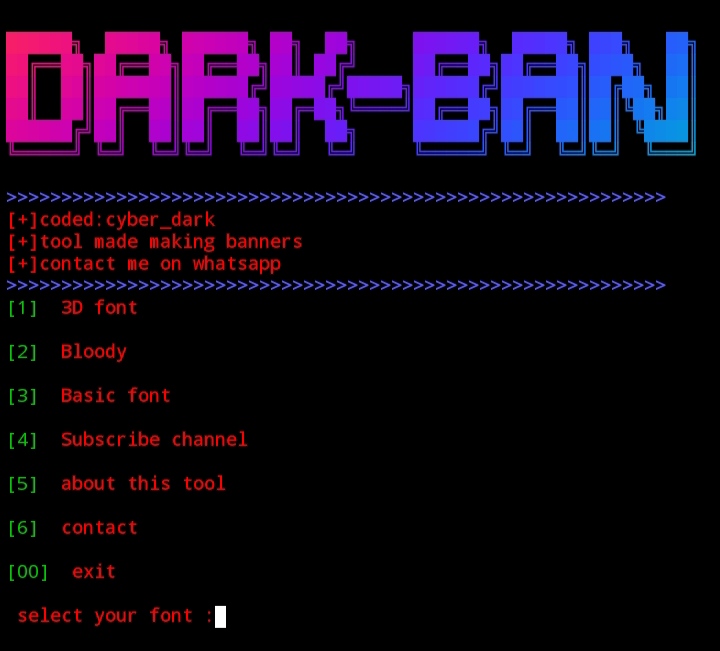 DARK-BAN
>>>>>>>>>>>>>>>>>>>>>>>>>>>>>>>>>>>>>>>>>>>>>>>>>>>>>>>>>>>>
[+]coded:cyber_dark
[+]tool made making banners
[+]contact me on whatsapp
>>>>>>>>>>>>>>>>>>>>>>>>>>>>>>>>>>>>>>>>>>>>>>>>>>>>>>>>>>>>
[1]  3D font
[2]  Bloody
[3]  Basic font
[4]  Subscribe channel
[5]  about this tool
[6]  contact
[00]  exit
select your font :